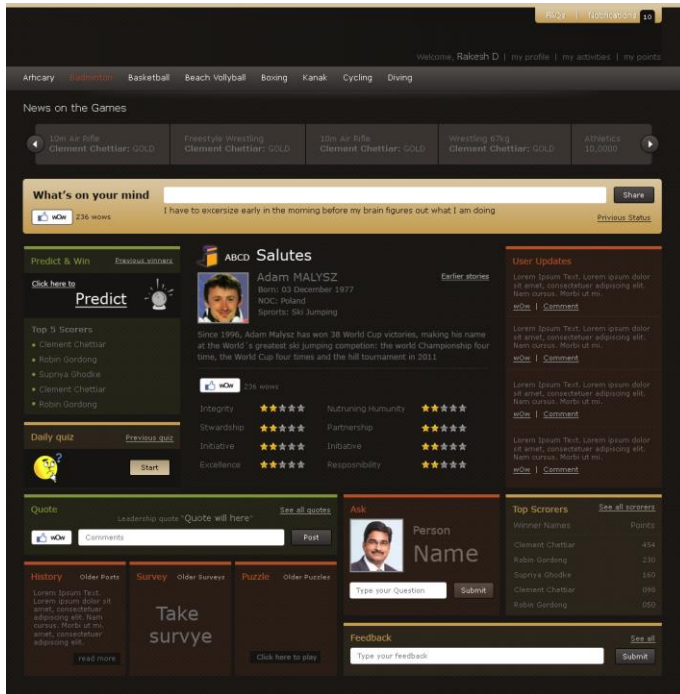 FAQs | Notifications 10
Welcome, Rakesh D | my profile | my activities | my points
Arhcary Badminton Basketball Beach Vollyball Boxing Kanak Cycling Diving
News on the Games
10m Air Rifle
Clement Chettiar: GOLD
Freestyle Wrestling
Clement Chettiar: GOLD
10m Air Rifle
Clement Chettiar: GOLD
Wrestling 67kg
Clement Chettiar: GOLD
Athletics
10,0000
What's on your mind
Share
wOw 236 wows
I have to excersize early in the morning before my brain figures out what I am doing
Privious Status
Predict & Win Previous winners
Click here to
Predict
Top 5 Scorers
Clement Chettiar
Robin Gordong
Supriya Ghodke
Clement Chettiar
Robin Gordong
Daily quiz Previous quiz
?
Start
ABCD Salutes
Adam MALYSZ Earlier stories
Born: 03 December 1977
NOC: Poland
Sprorts: Ski Jumping
Since 1996, Adam Malysz has won 38 World Cup victories, making his name
at the World's greatest ski jumping competion: the world Championship four
time, the World Cup four times and the hill tournament in 2011
wOw 236 wows
Integrity Nutruning Humunity
Stwardship Partnership
Initiative Initiative
Excellence Resposnibility
User Updates
Lorem Ipsum Text. Lorem ipsum dolor
sit amet, consectetuer adipiscing elit.
Nam cursus. Morbi ut mi.
wOw | Comment
Lorem Ipsum Text. Lorem ipsum dolor
sit amet, consectetuer adipiscing elit.
Nam cursus. Morbi ut mi.
wOw | Comment
Lorem Ipsum Text. Lorem ipsum dolor
sit amet, consectetuer adipiscing elit.
Nam cursus. Morbi ut mi.
wOw | Comment
Lorem Ipsum Text. Lorem ipsum dolor
sit amet, consectetuer adipiscing elit.
Nam cursus. Morbi ut mi.
wOw | Comment
Quote See all quotes
Leadership quote "Quote will here"
wOw Comments Post
History Older Posts
Lorem Ipsum Text.
Lorem ipsum dolor sit
amet, consectetuer
adipiscing elit. Nam
cursus. Morbi ut mi.
amet, consectetuer
adipiscing elit.
read more
Survey Older Surveys
Take
survye
Puzzle Older Puzzles
Click here to play
Ask
Person
Name
Type your Question Submit
Top Scrorers See all scrorers
Winner Names Points
Clement Chettiar 454
Robin Gordong 230
Supriya Ghodke 160
Clement Chettiar 090
Robin Gordong 050
Feedback See all
Type your feedback Submit